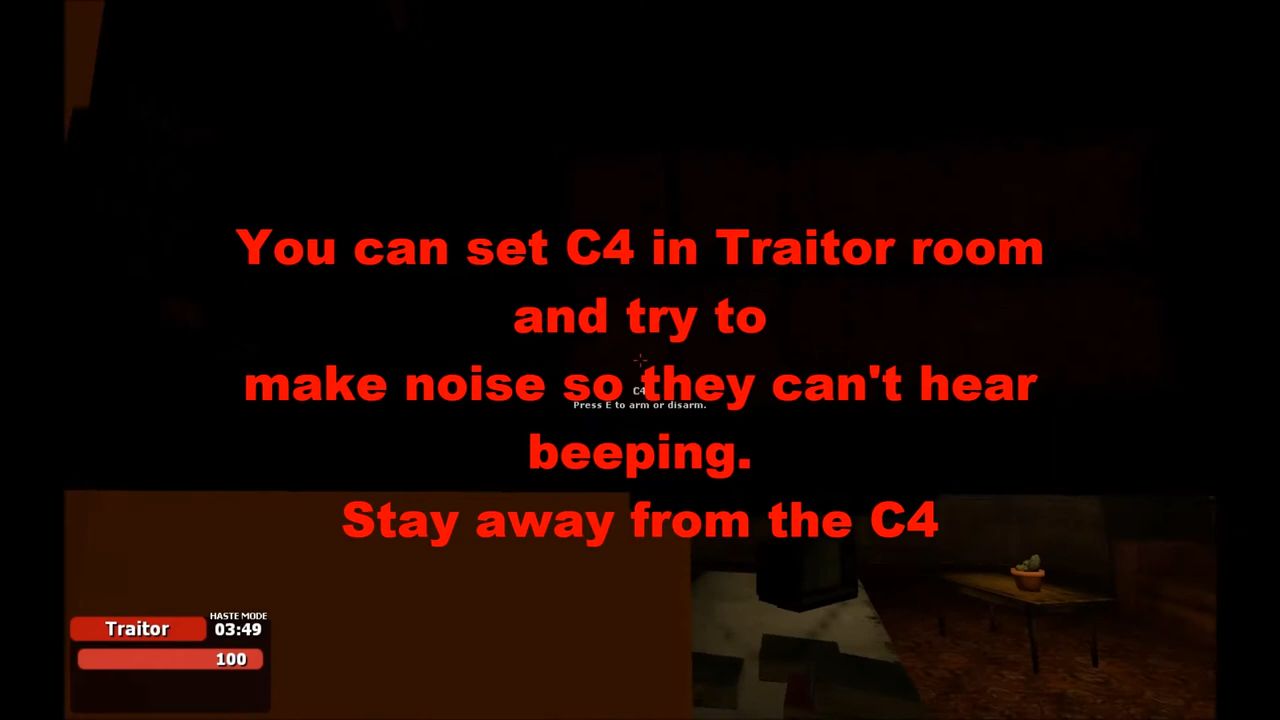 You can set C4 in Traitor room
and try to
make noise so they can't hear
beeping.
Stay away from the C4
C4
Press E to arm or disarm.
HASTE MODE
Traitor
03:49
100